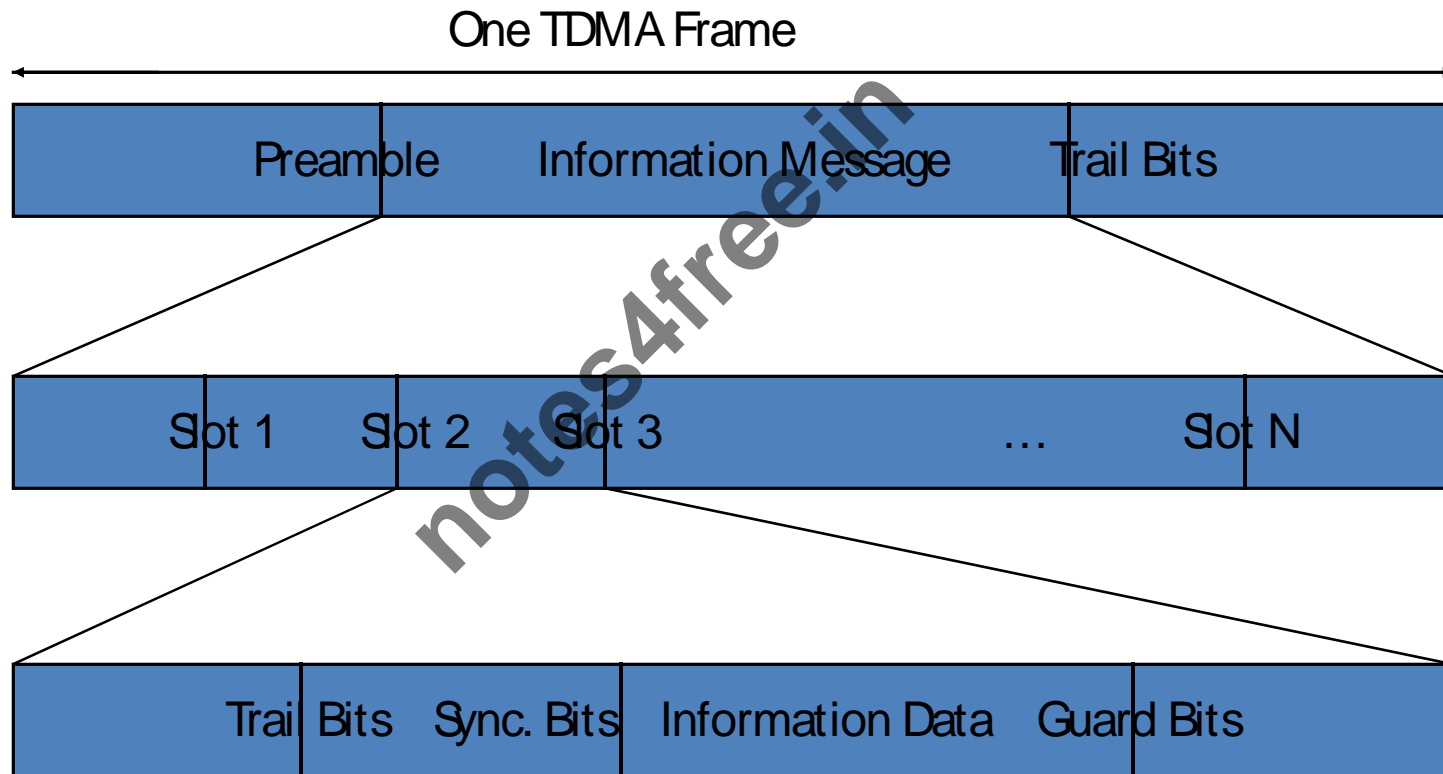 One TDMA Frame
Preamble Information Message Trail Bits
Slot 1 Slot 2 Slot 3 … Slot N
Trail Bits Sync. Bits Information Data Guard Bits
notes4free.in